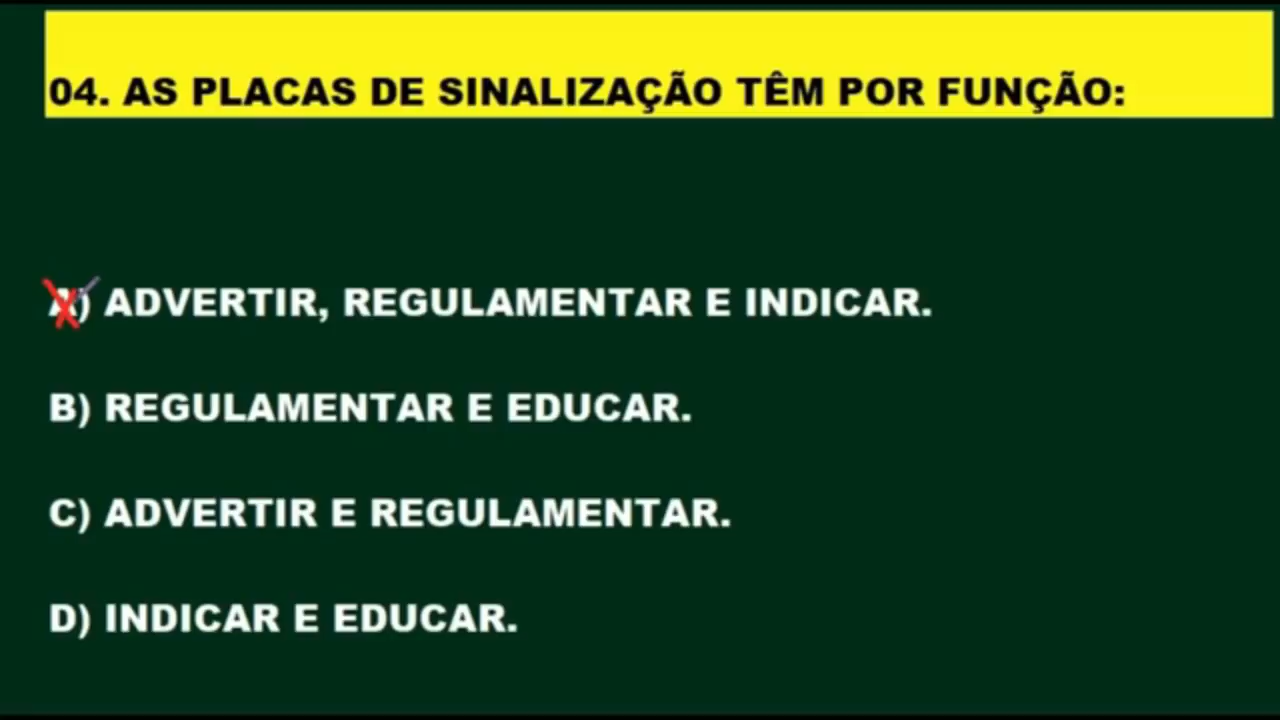 04. AS PLACAS DE SINALIZAÇÃO TÊM POR FUNÇÃO:
A) ADVERTIR, REGULAMENTAR E INDICAR.
B) REGULAMENTAR E EDUCAR.
C) ADVERTIR E REGULAMENTAR.
D) INDICAR E EDUCAR.